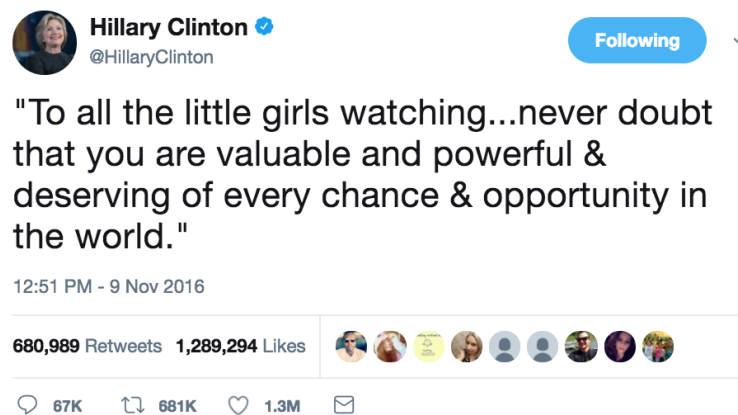 Hillary Clinton
@HillaryClinton
Following
"To all the little girls watching...never doubt
that you are valuable and powerful &
deserving of every chance & opportunity in
the world."
12:51 PM - 9 Nov 2016
680,989 Retweets 1,289,294 Likes
67K 681K 1.3M